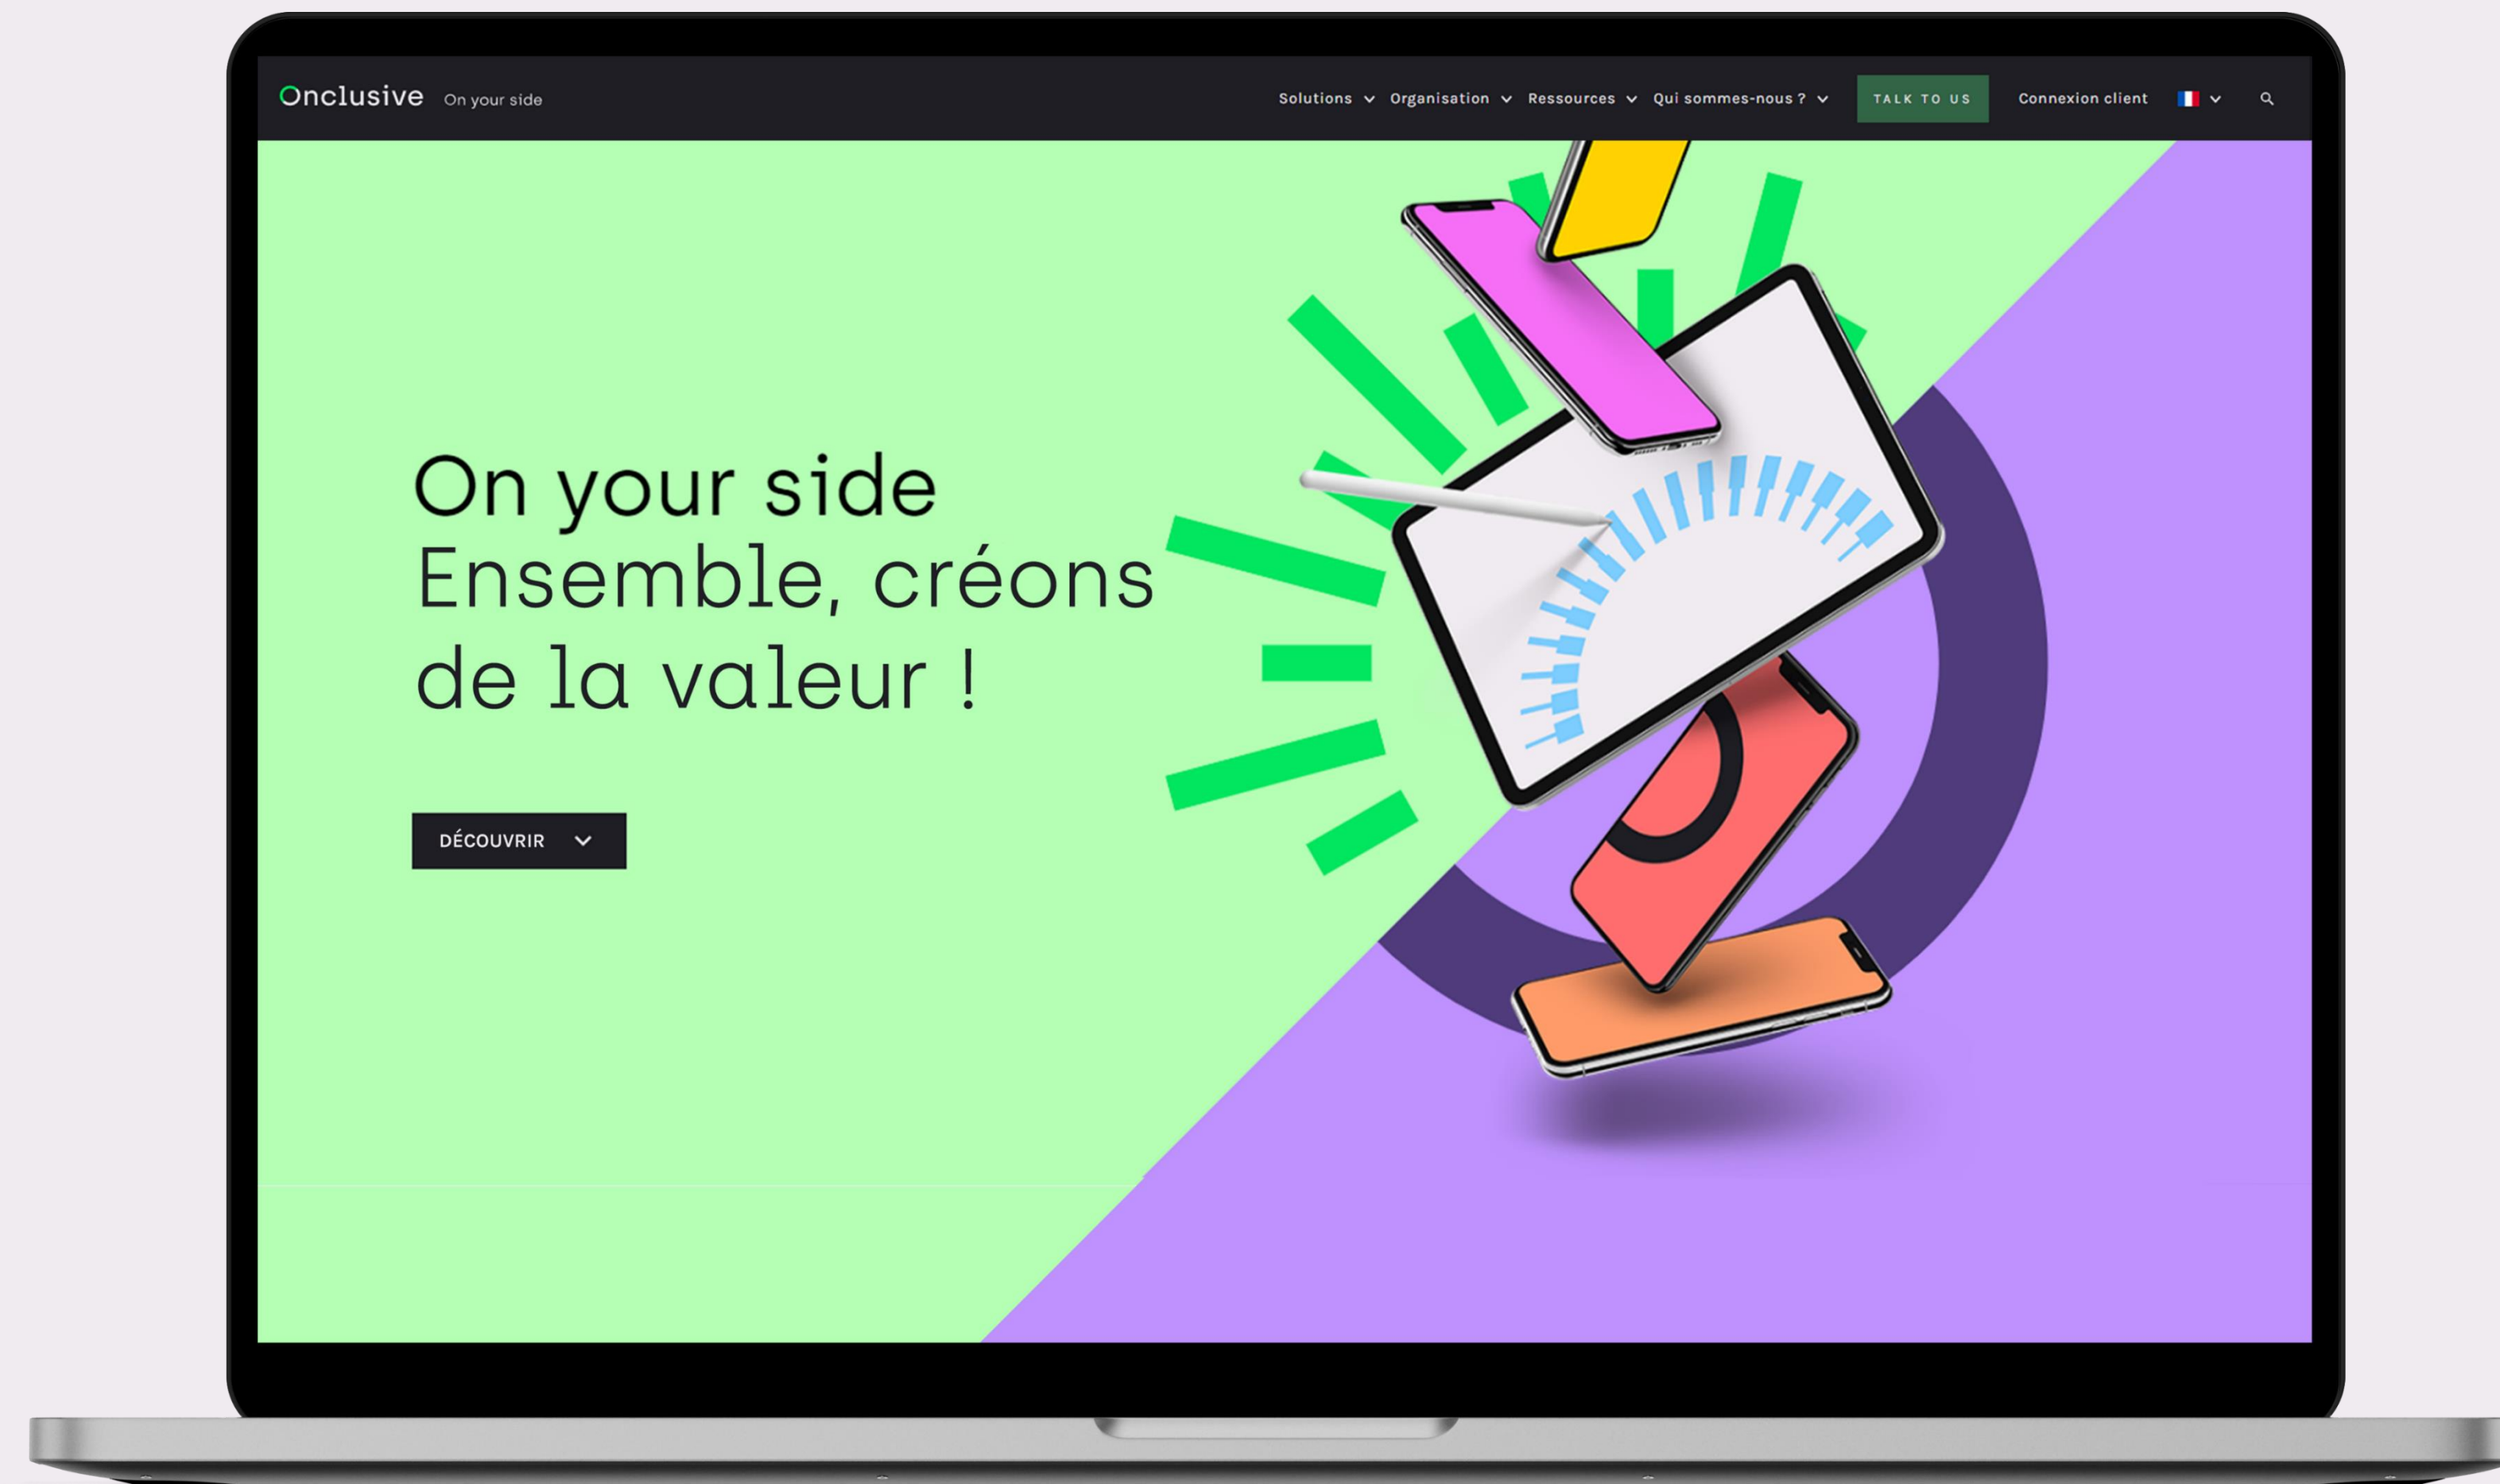 Onclusive On your side
Solutions Organisation Ressources Qui sommes-nous ? TALK TO US Connexion client
On your side
Ensemble, créons
de la valeur !
DÉCOUVRIR